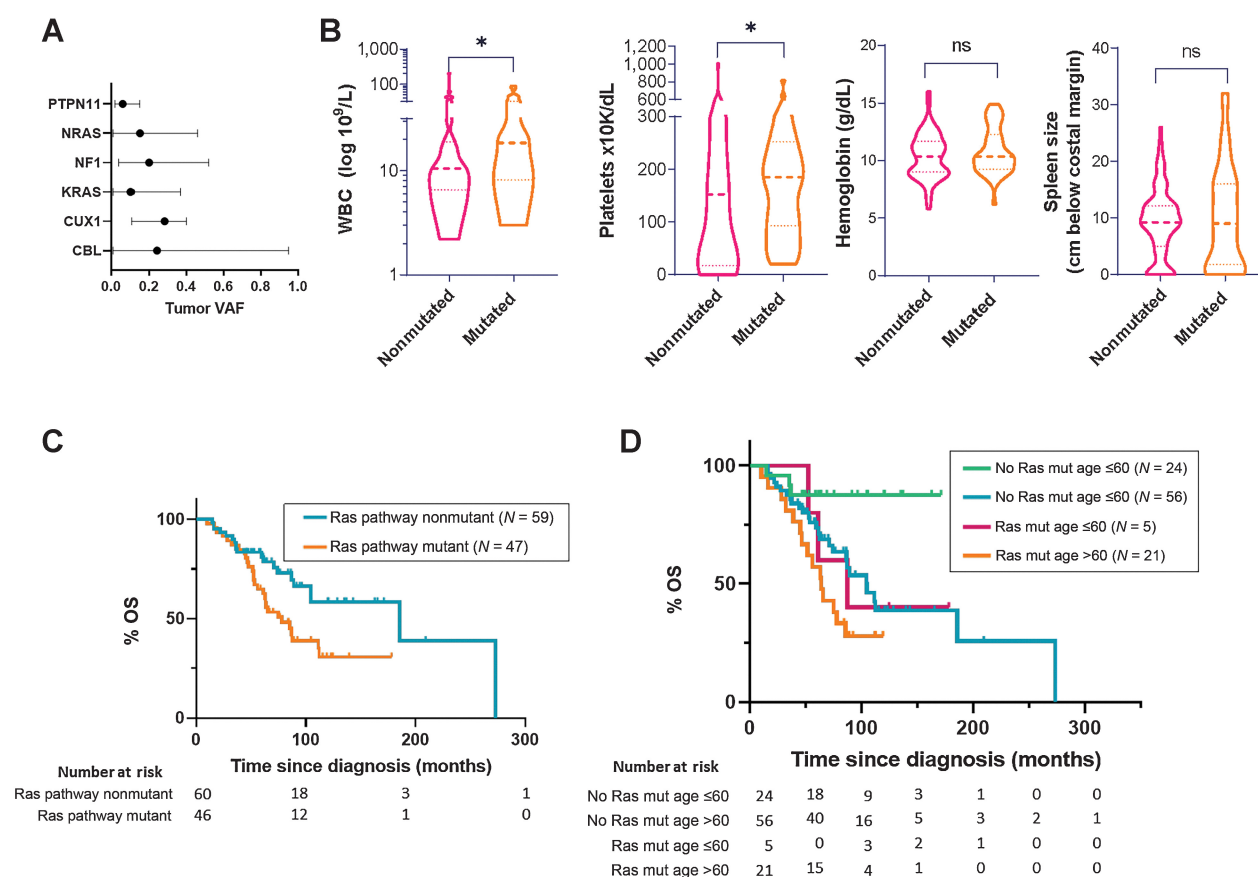 A
PTPN11
NRAS
NF1
KRAS
CUX1
CBL
0.0 0.2 0.4 0.6 0.8 1.0
Tumor VAF
B
WBC (log 10⁹/L)
1,000
100
10
1
*
Nonmutated
Mutated
Platelets x10K/dL
1,200
1,000
800
600
300
200
100
0
*
Nonmutated
Mutated
Hemoglobin (g/dL)
20
15
10
5
0
ns
Nonmutated
Mutated
Spleen size
(cm below costal margin)
40
30
20
10
0
ns
Nonmutated
Mutated
C
% OS
100
50
0
Ras pathway nonmutant (N = 59)
Ras pathway mutant (N = 47)
0 100 200 300
Time since diagnosis (months)
Number at risk
Ras pathway nonmutant 60 18 3 1
Ras pathway mutant 46 12 1 0
D
% OS
100
50
0
No Ras mut age ≤60 (N = 24)
No Ras mut age ≤60 (N = 56)
Ras mut age ≤60 (N = 5)
Ras mut age >60 (N = 21)
0 100 200 300
Time since diagnosis (months)
Number at risk
No Ras mut age ≤60 24 18 9 3 1 0 0
No Ras mut age >60 56 40 16 5 3 2 1
Ras mut age ≤60 5 0 3 2 1 0
Ras mut age >60 21 15 4 1 0 0 0